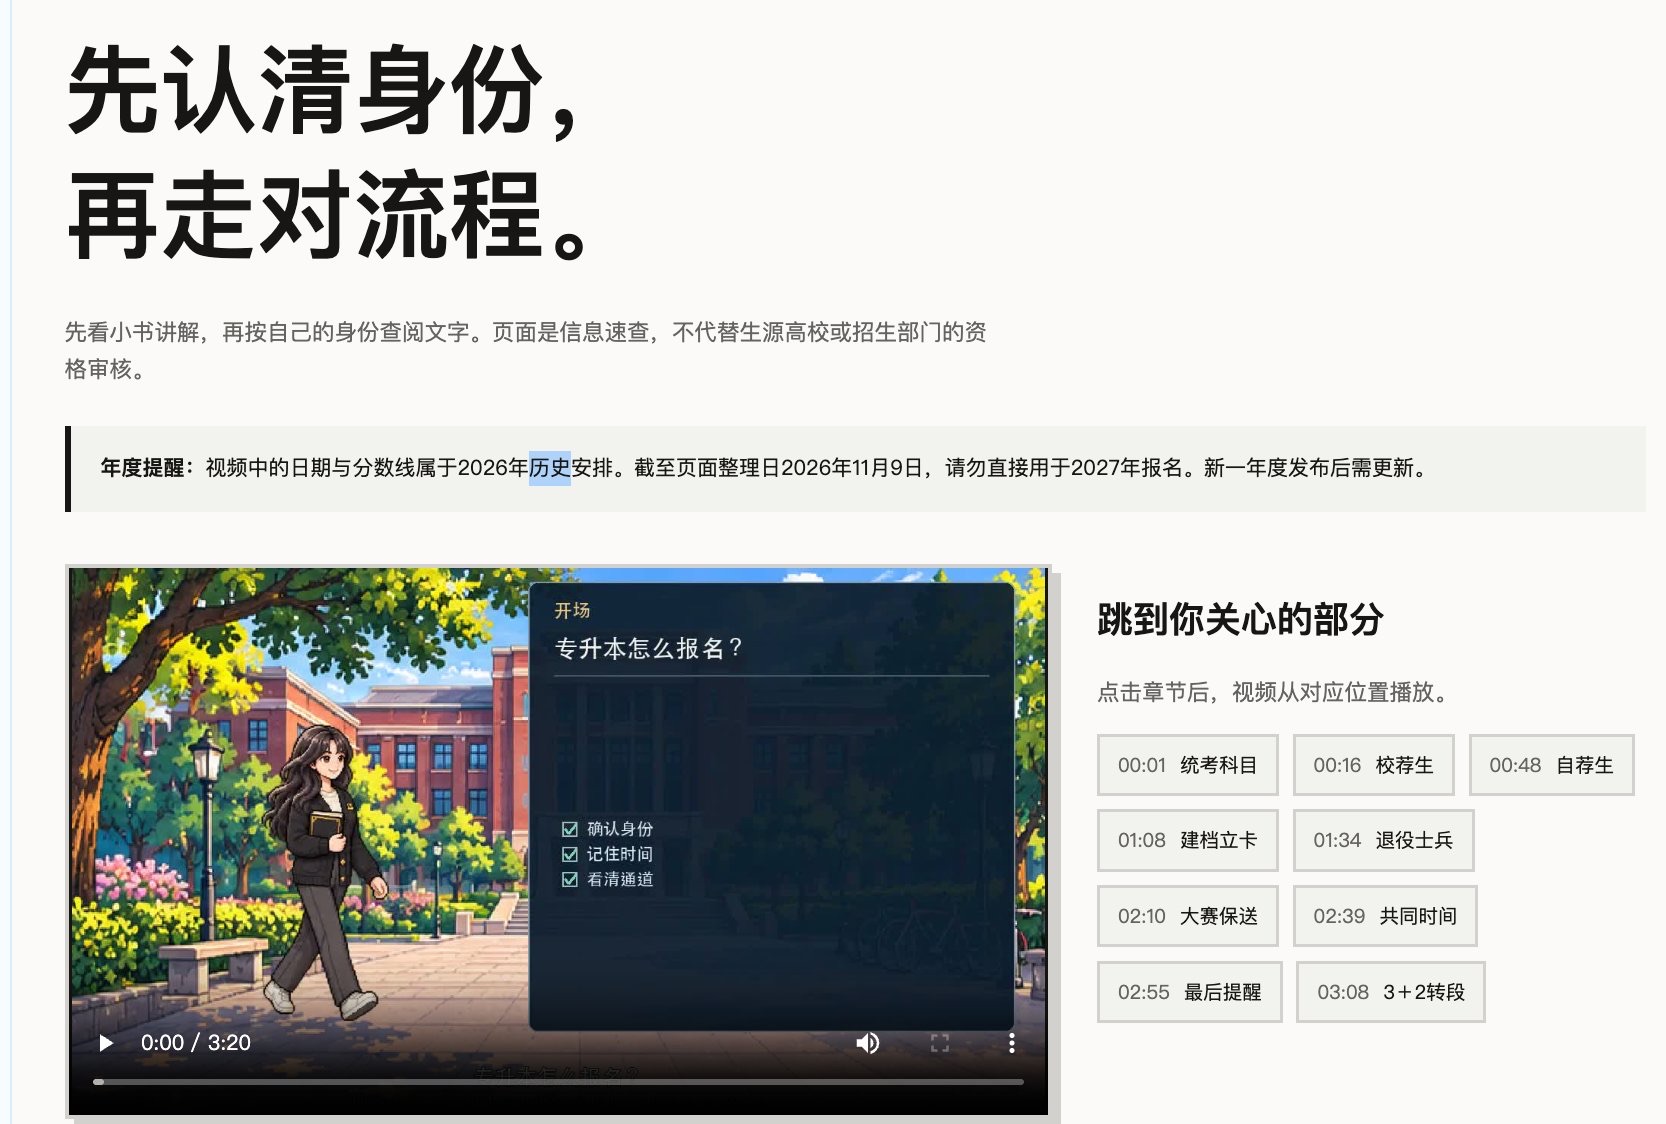 先认清身份，
再走对流程。
先看小书讲解，再按自己的身份查阅文字。页面是信息速查，不代替生源高校或招生部门的资
格审核。
年度提醒：视频中的日期与分数线属于2026年历史安排。截至页面整理日2026年11月9日，请勿直接用于2027年报名。新一年度发布后需更新。
开场
专升本怎么报名？
确认身份
记住时间
看清通道
0:00 / 3:20
专升本怎么报名？
跳到你关心的部分
点击章节后，视频从对应位置播放。
00:01 统考科目
00:16 校荐生
00:48 自荐生
01:08 建档立卡
01:34 退役士兵
02:10 大赛保送
02:39 共同时间
02:55 最后提醒
03:08 3＋2转段